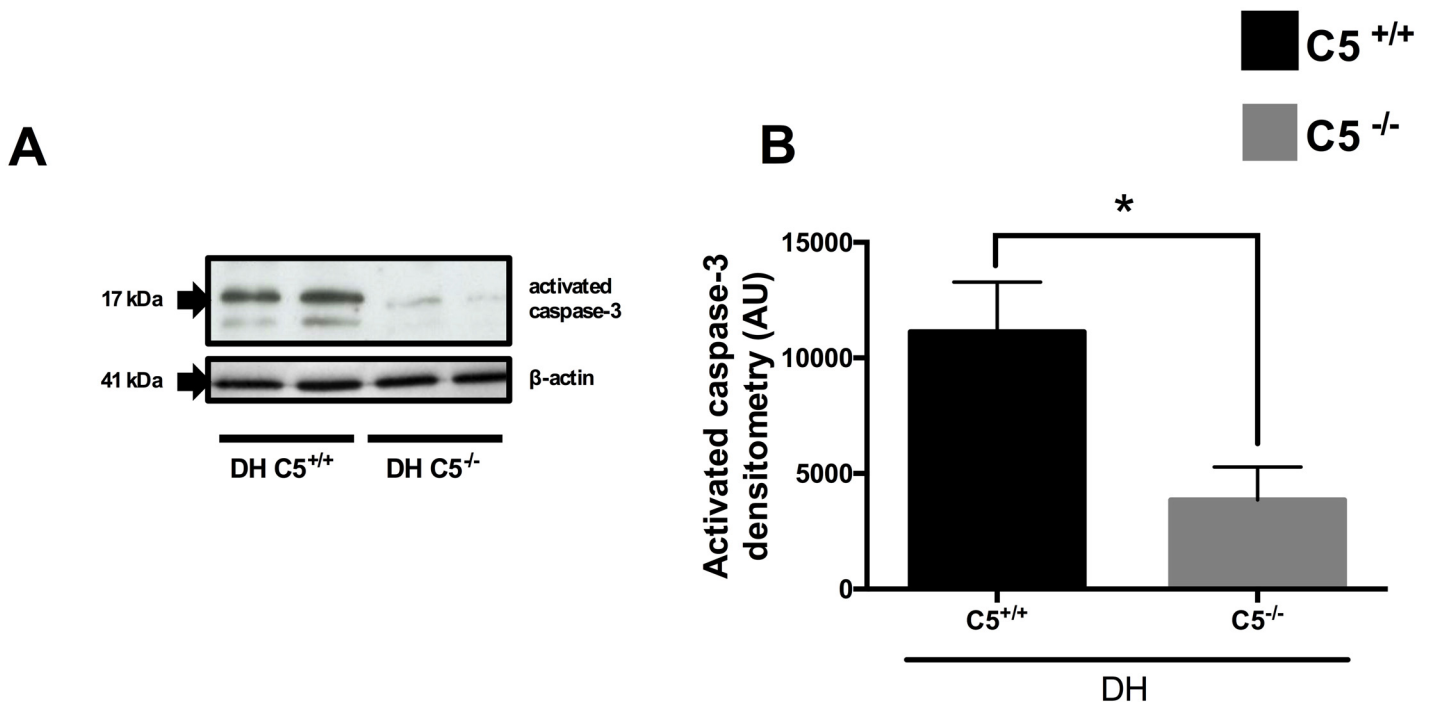 C5 +/+
C5 -/-
A
B
17 kDa
activated
caspase-3
41 kDa
β-actin
DH C5+/+
DH C5-/-
Activated caspase-3
densitometry (AU)
15000
10000
5000
0
*
C5+/+
C5-/-
DH